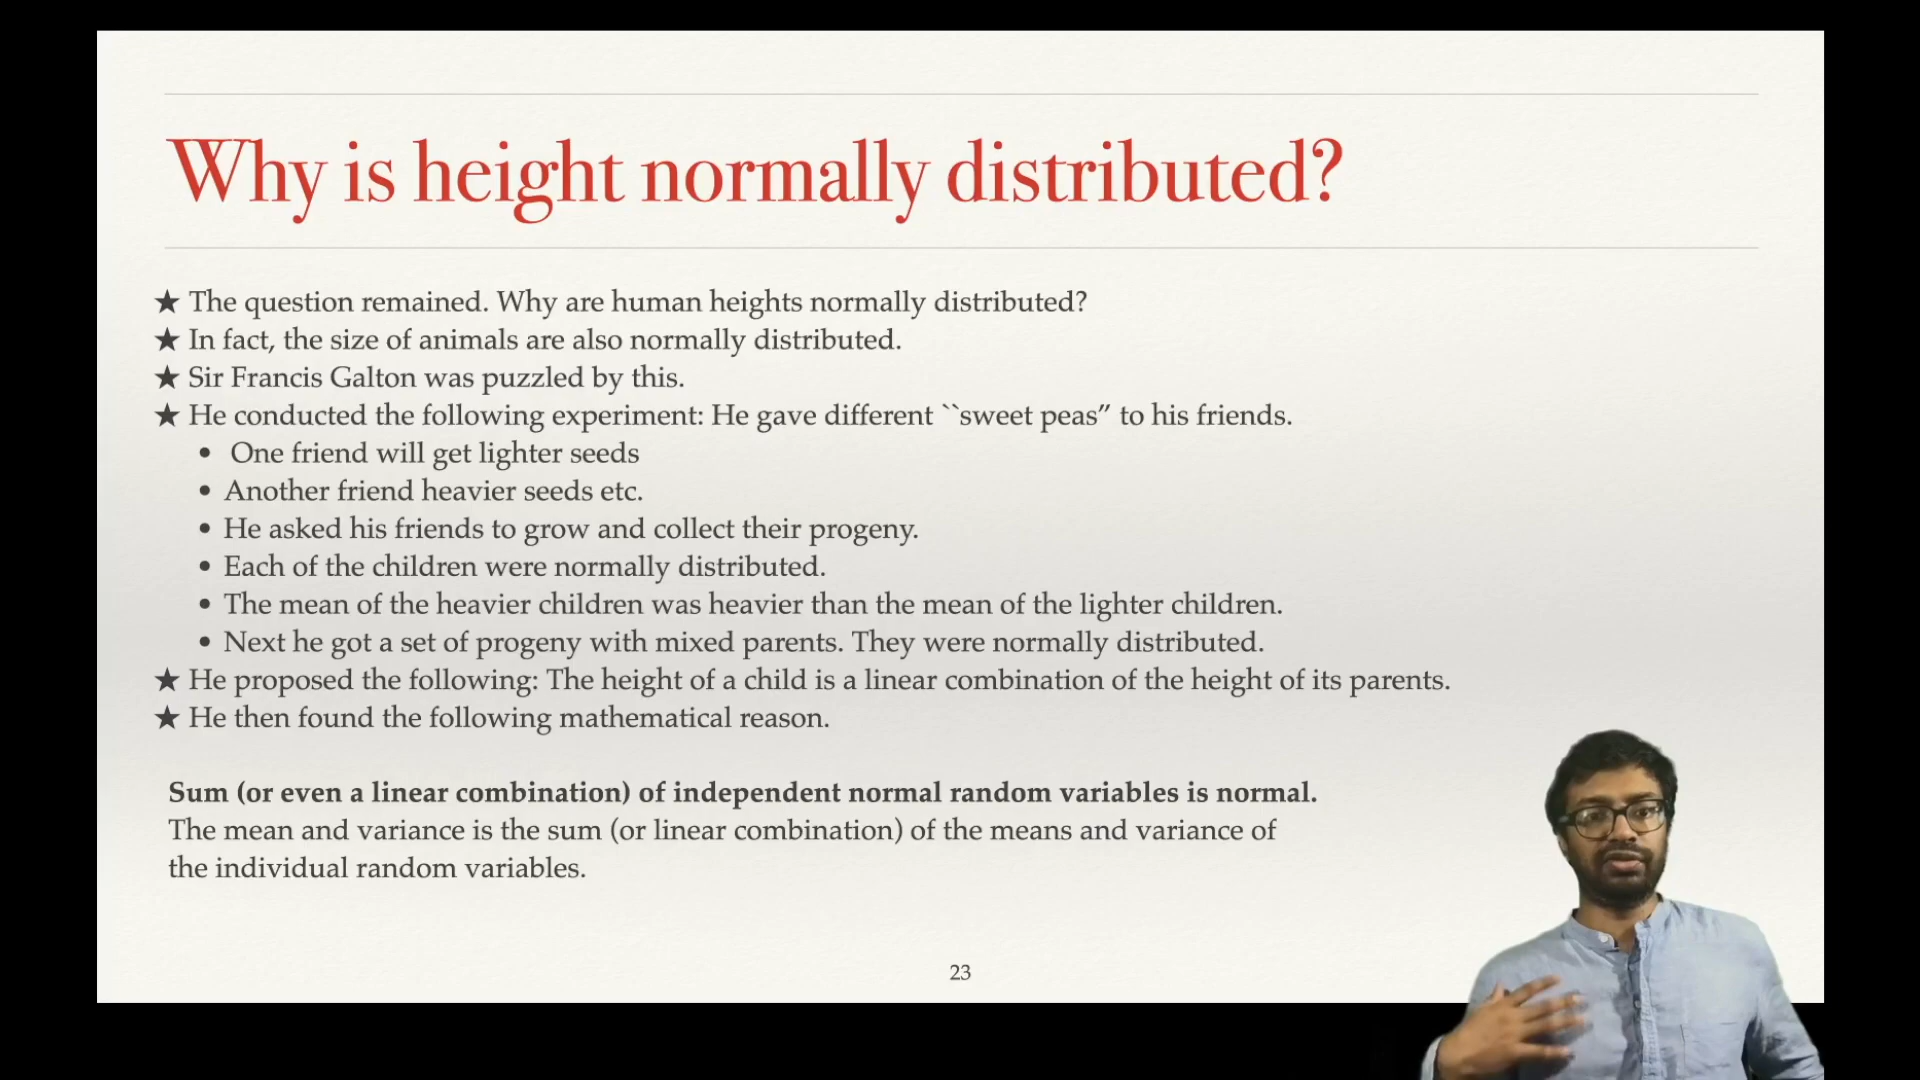 Why is height normally distributed?
★ The question remained. Why are human heights normally distributed?
★ In fact, the size of animals are also normally distributed.
★ Sir Francis Galton was puzzled by this.
★ He conducted the following experiment: He gave different ``sweet peas” to his friends.
• One friend will get lighter seeds
• Another friend heavier seeds etc.
• He asked his friends to grow and collect their progeny.
• Each of the children were normally distributed.
• The mean of the heavier children was heavier than the mean of the lighter children.
• Next he got a set of progeny with mixed parents. They were normally distributed.
★ He proposed the following: The height of a child is a linear combination of the height of its parents.
★ He then found the following mathematical reason.
Sum (or even a linear combination) of independent normal random variables is normal.
The mean and variance is the sum (or linear combination) of the means and variance of
the individual random variables.
23